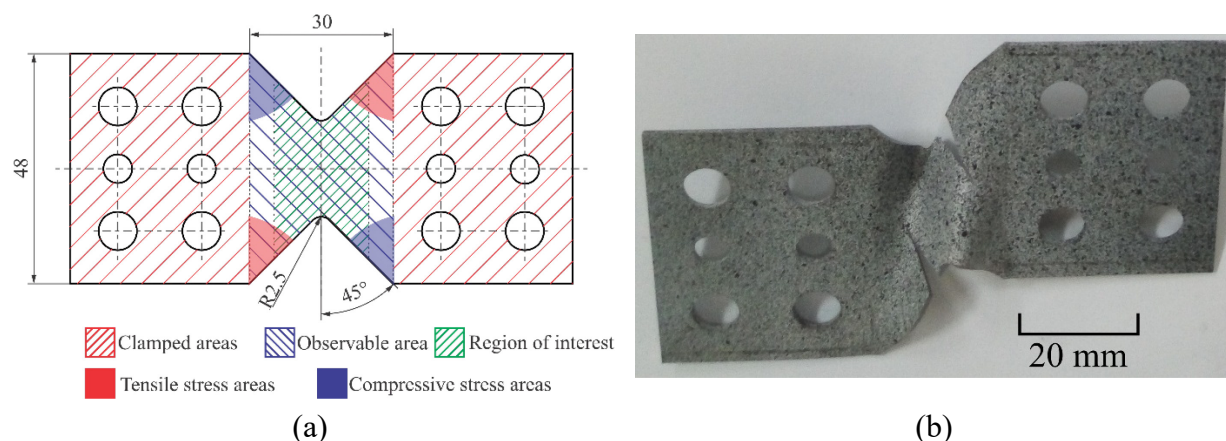 30
48
R2.5
45°
Clamped areas
Observable area
Region of interest
Tensile stress areas
Compressive stress areas
20 mm
(a)
(b)